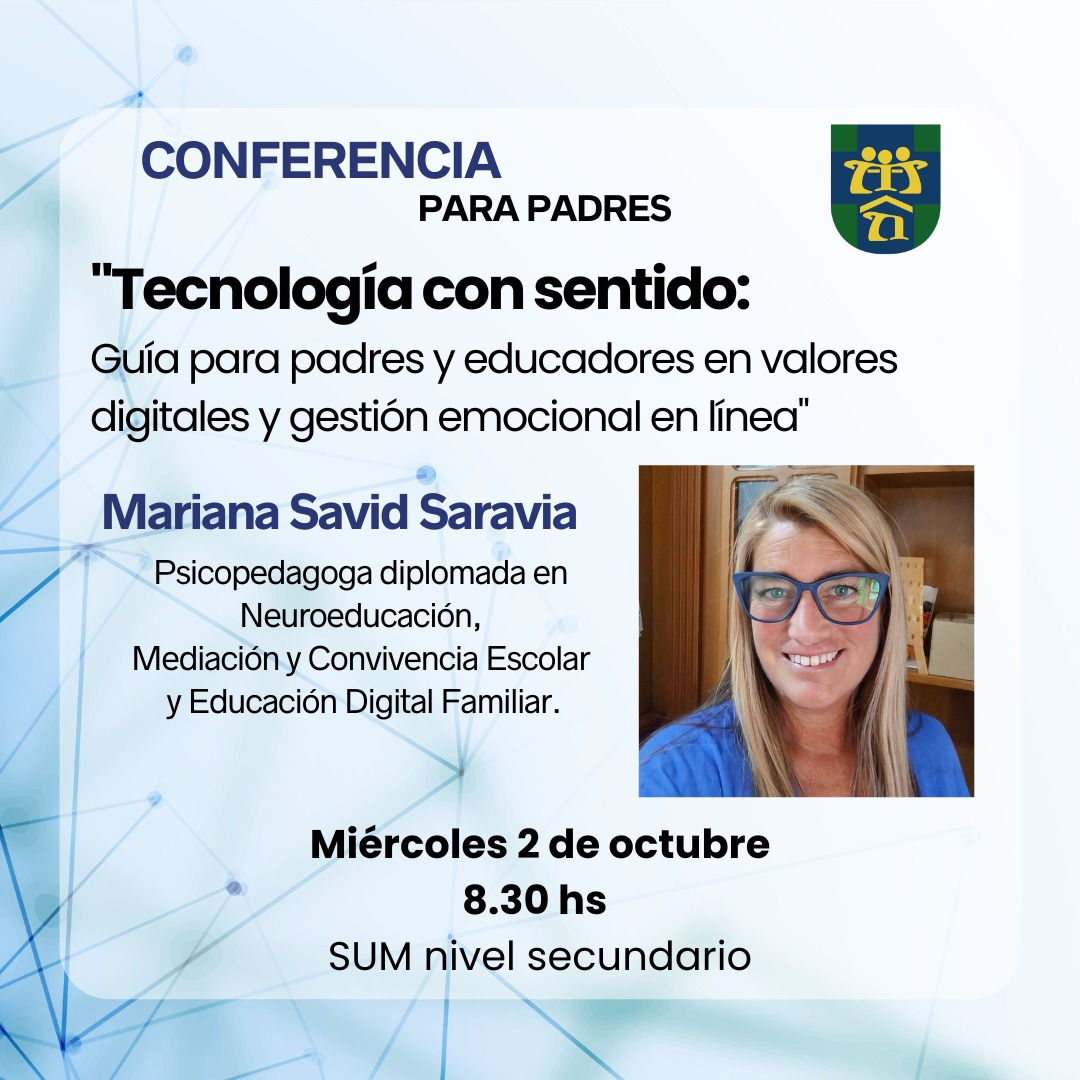 CONFERENCIA
PARA PADRES
"Tecnología con sentido:
Guía para padres y educadores en valores
digitales y gestión emocional en línea"
Mariana Savid Saravia
Psicopedagoga diplomada en
Neuroeducación,
Mediación y Convivencia Escolar
y Educación Digital Familiar.
Miércoles 2 de octubre
8.30 hs
SUM nivel secundario